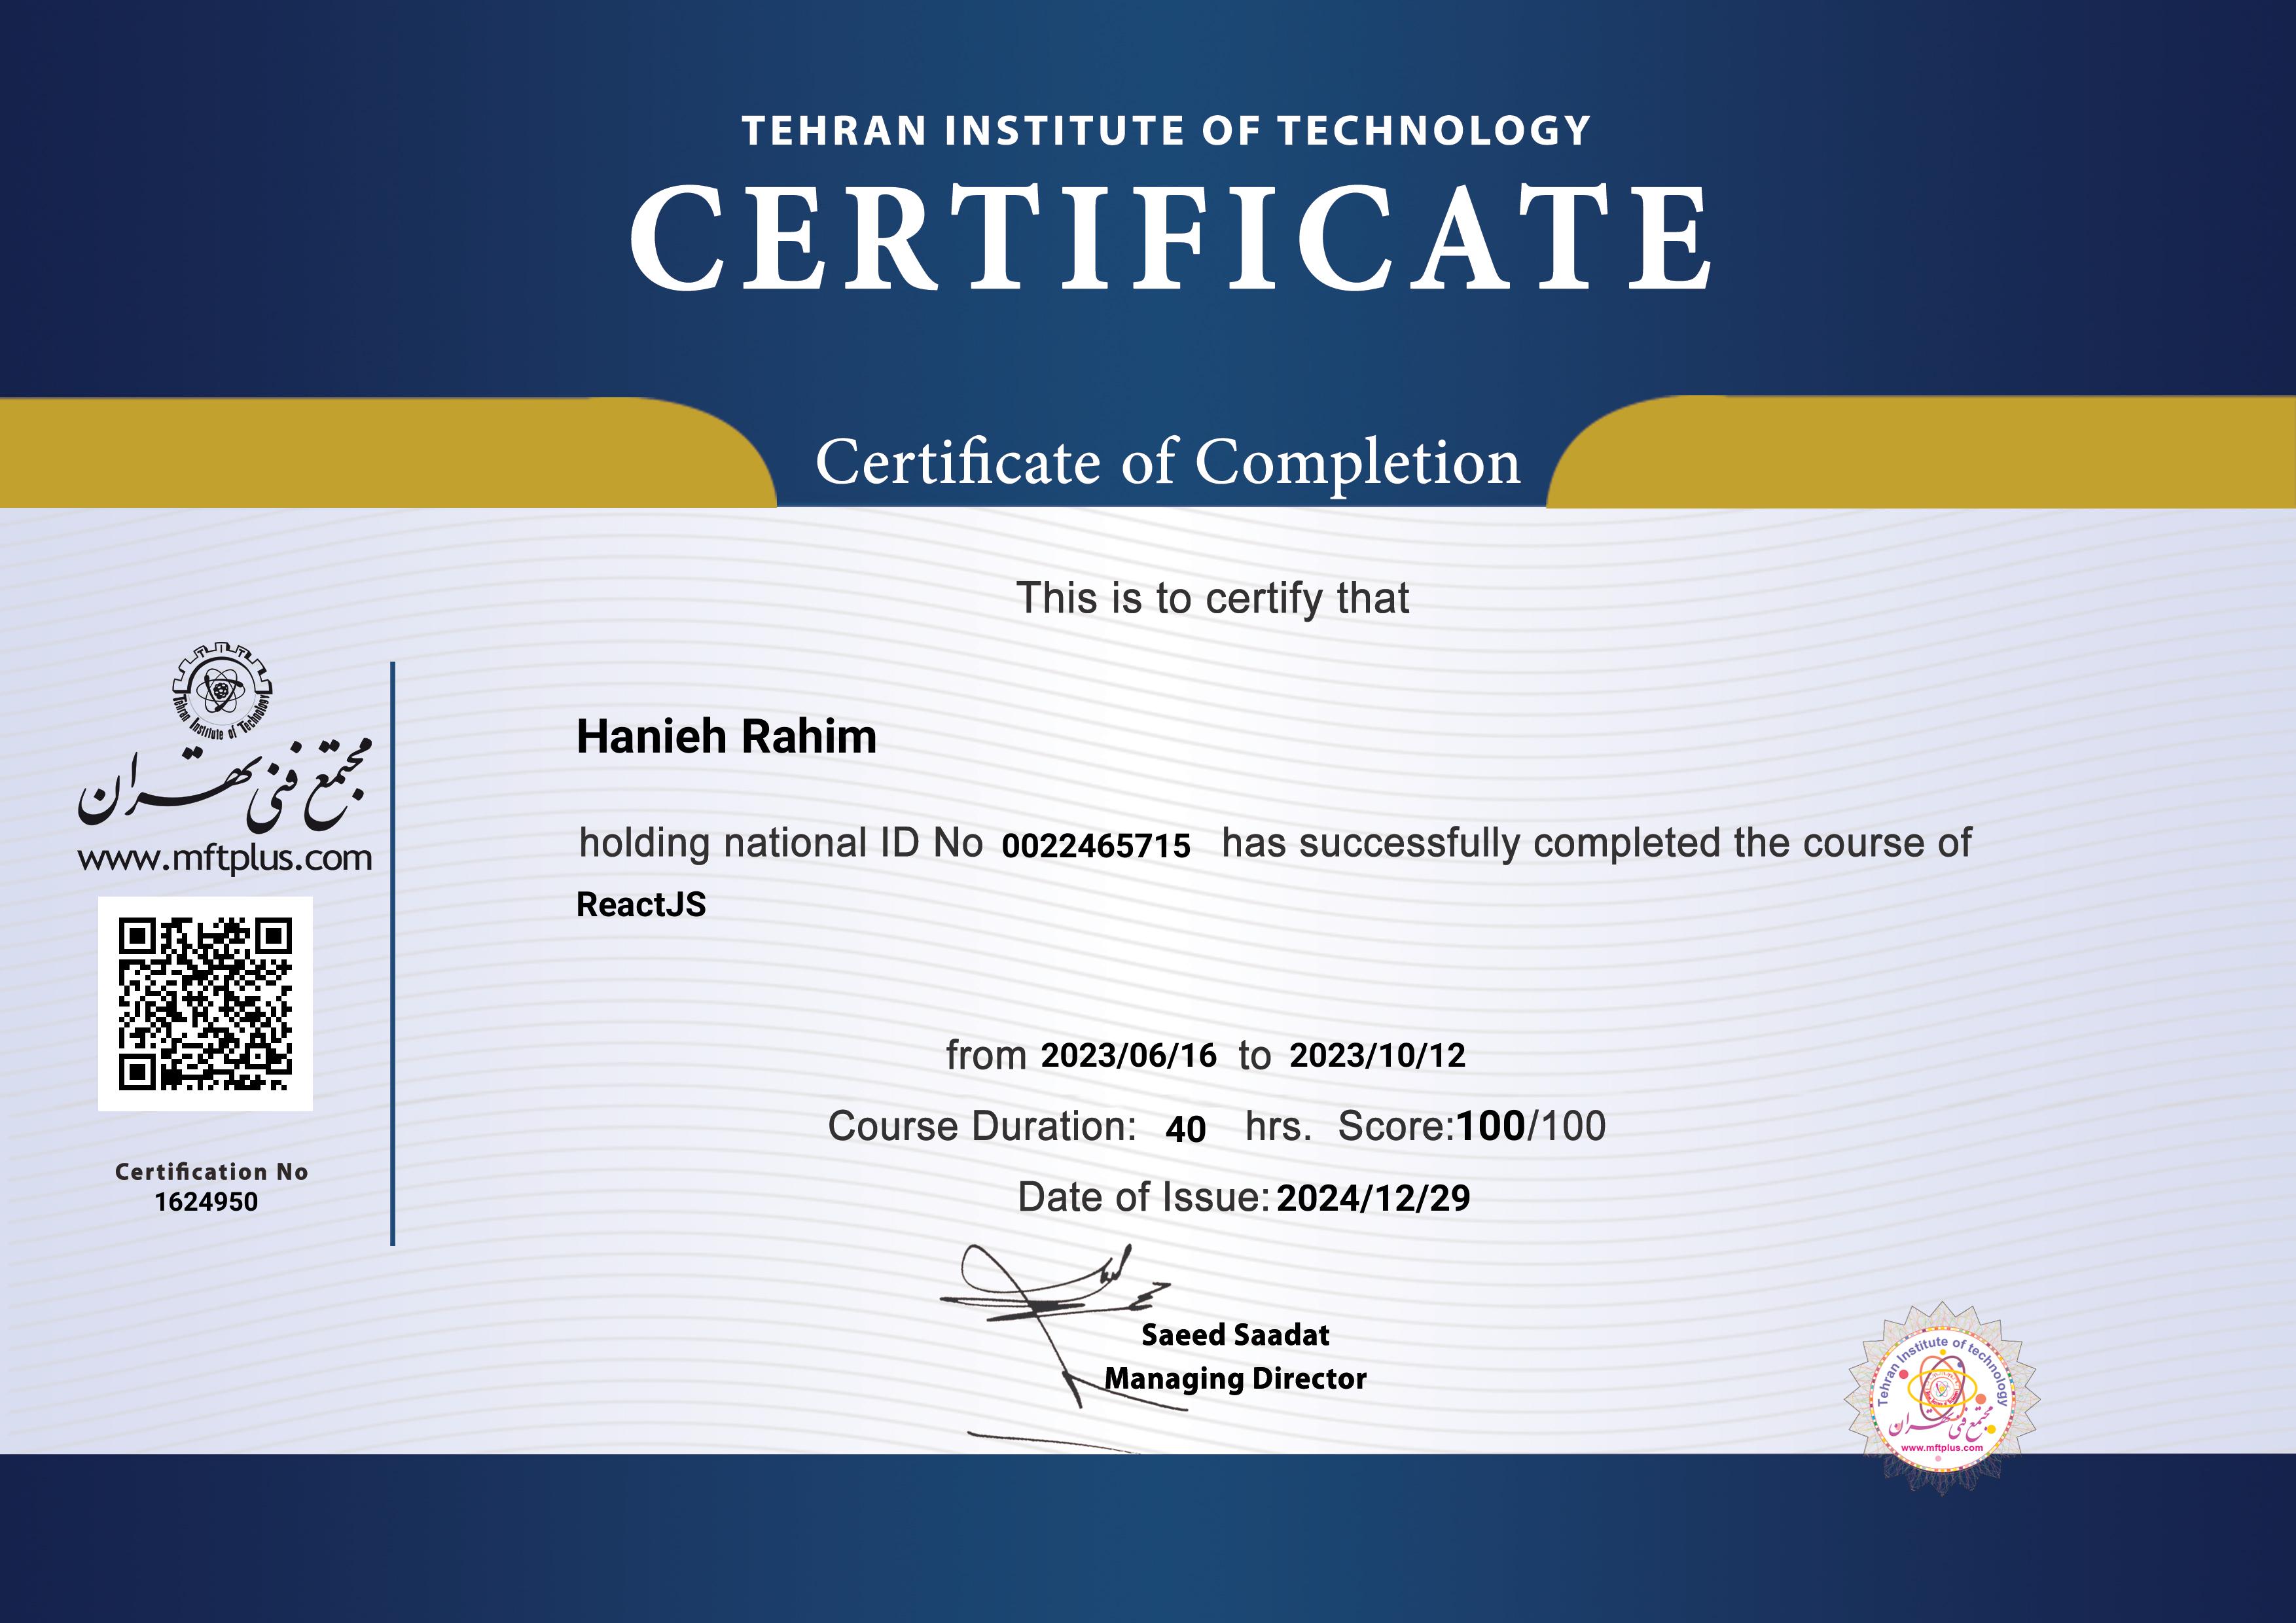 TEHRAN INSTITUTE OF TECHNOLOGY
CERTIFICATE
Certificate of Completion
This is to certify that
Tehran Institute of Technology
مجتمع فنی تهران
www.mftplus.com
Certification No
1624950
Hanieh Rahim
holding national ID No 0022465715 has successfully completed the course of
ReactJS
from 2023/06/16 to 2023/10/12
Course Duration: 40 hrs. Score:100/100
Date of Issue:2024/12/29
Saeed Saadat
Managing Director
Tehran Institute of technology
مجتمع فنی تهران
www.mftplus.com